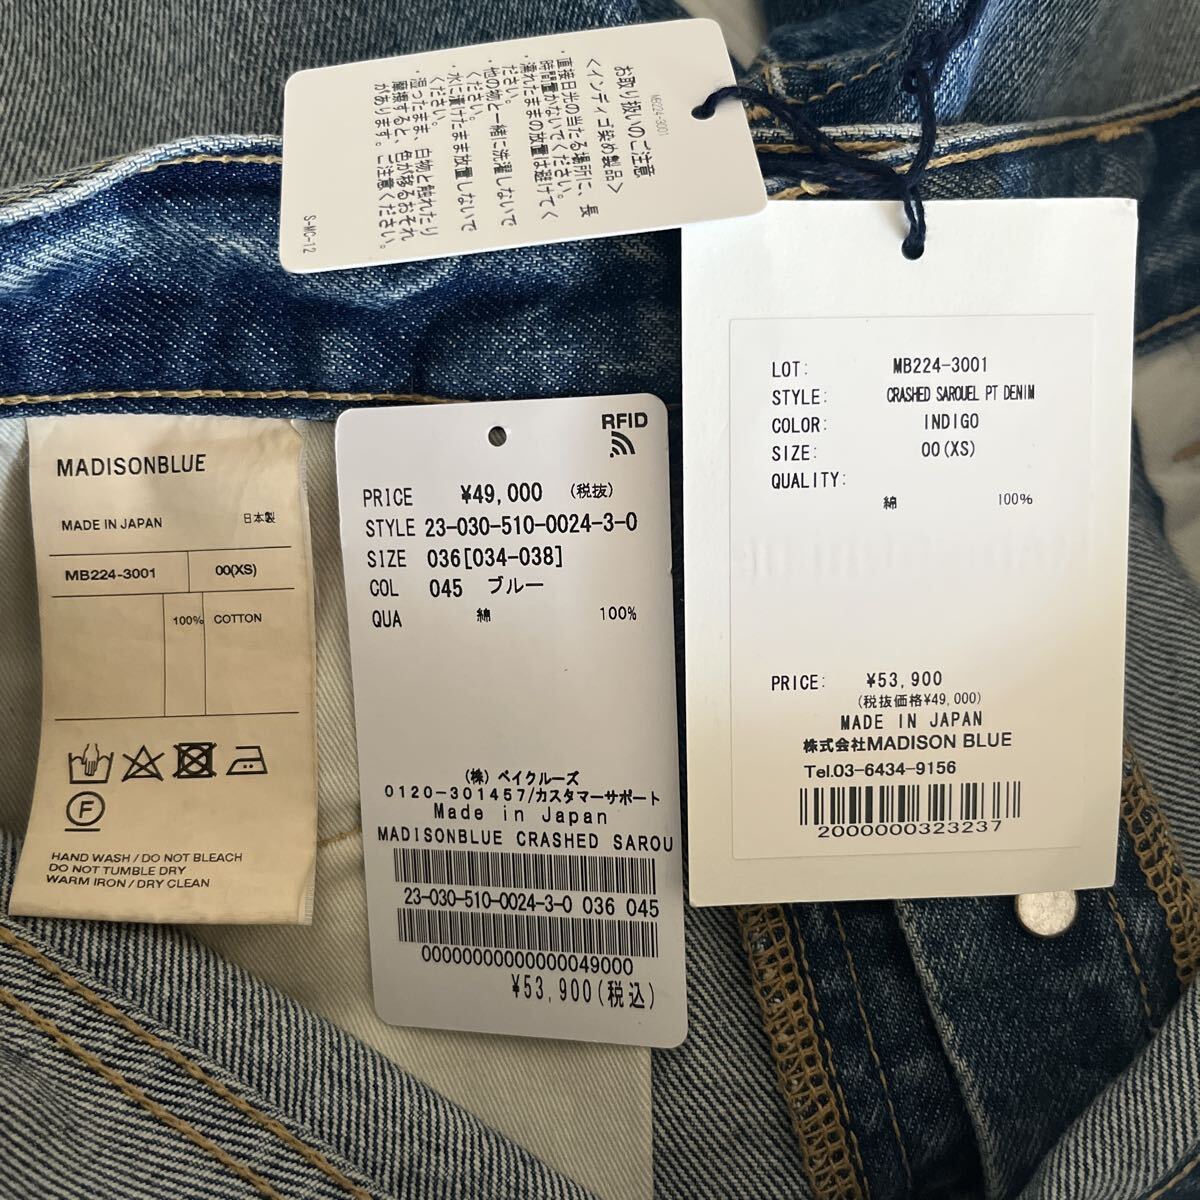 MB224-3001
お取り扱いのご注意
<インディゴ染め製品>
・直接日光の当たる場所に、長
時間置かないでください。
・濡れたままの放置は避けてく
ださい。
・他の物と一緒に洗濯しないで
ください。
・水に漬けたまま放置しないで
ください。
・湿ったまま、白物と触れたり
摩擦すると、色が移るおそれ
があります。ご注意ください。
S-MC-12
MADISONBLUE
MADE IN JAPAN 日本製
MB224-3001 00(XS)
100% COTTON
F
HAND WASH / DO NOT BLEACH
DO NOT TUMBLE DRY
WARM IRON / DRY CLEAN
RFID
PRICE ¥49,000 (税抜)
STYLE 23-030-510-0024-3-0
SIZE 036[034-038]
COL 045 ブルー
QUA 綿 100%
(株) ベイクルーズ
0120-301457/カスタマーサポート
Made in Japan
MADISONBLUE CRASHED SAROU
23-030-510-0024-3-0 036 045
00000000000000049000
¥53,900(税込)
LOT: MB224-3001
STYLE: CRASHED SAROUEL PT DENIM
COLOR: INDIGO
SIZE: 00(XS)
QUALITY:
綿 100%
PRICE: ¥53,900
(税抜価格¥49,000)
MADE IN JAPAN
株式会社MADISON BLUE
Tel.03-6434-9156
2000000323237